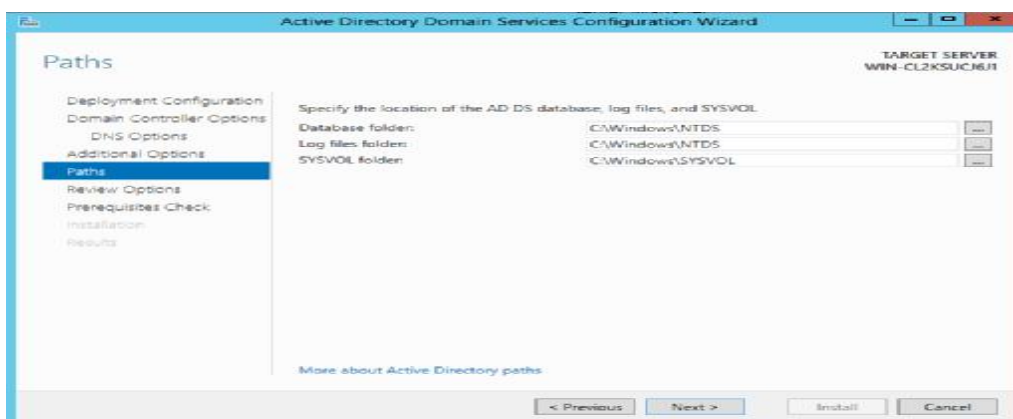 Active Directory Domain Services Configuration Wizard
Paths
TARGET SERVER
WIN-CL2KSUCJ6J1
Deployment Configuration
Domain Controller Options
DNS Options
Additional Options
Paths
Review Options
Prerequisites Check
Installation
Results
Specify the location of the AD DS database, log files, and SYSVOL
Database folder: C:\Windows\NTDS ...
Log files folder: C:\Windows\NTDS ...
SYSVOL folder: C:\Windows\SYSVOL ...
More about Active Directory paths
< Previous Next > Install Cancel